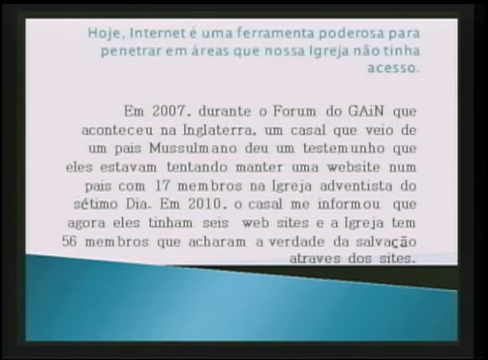 Hoje, Internet é uma ferramenta poderosa para
penetrar em áreas que nossa Igreja não tinha
acesso.
Em 2007, durante o Forum do GAiN que
aconteceu na Inglaterra, um casal que veio de
um pais Mussulmano deu um testemunho que
eles estavam tentando manter uma website num
pais com 17 membros na Igreja adventista do
sétimo Dia. Em 2010, o casal me informou que
agora eles tinham seis web sites e a Igreja tem
56 membros que acharam a verdade da salvação
atraves dos sites.